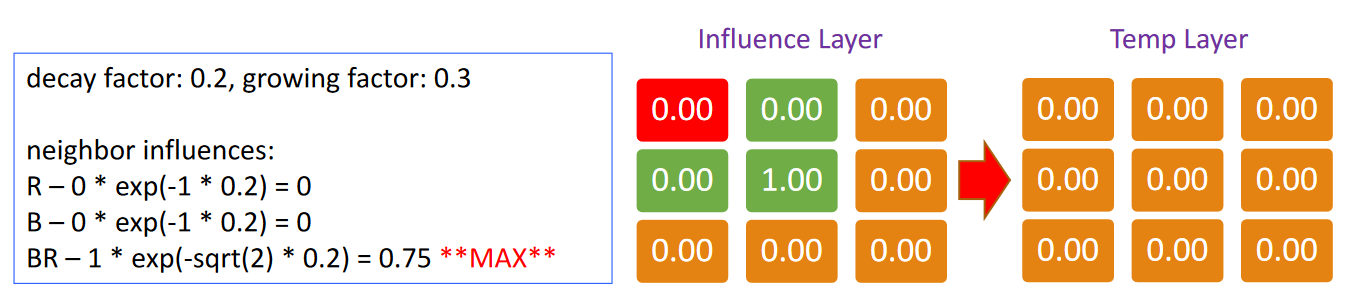 decay factor: 0.2, growing factor: 0.3
neighbor influences:
R – 0 * exp(-1 * 0.2) = 0
B – 0 * exp(-1 * 0.2) = 0
BR – 1 * exp(-sqrt(2) * 0.2) = 0.75 **MAX**
Influence Layer
0.00 0.00 0.00
0.00 1.00 0.00
0.00 0.00 0.00
Temp Layer
0.00 0.00 0.00
0.00 0.00 0.00
0.00 0.00 0.00